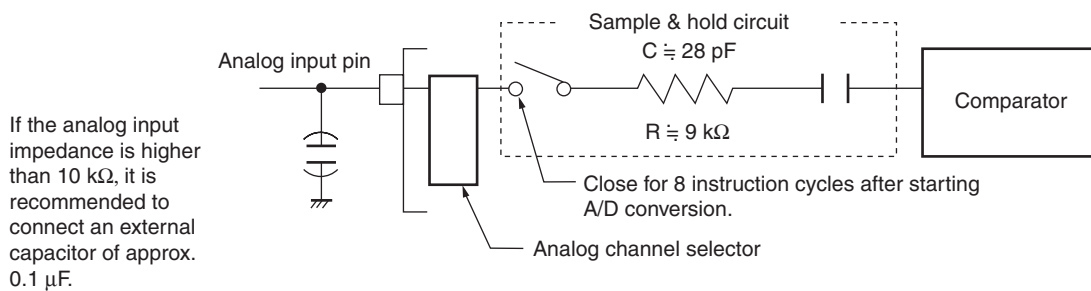 Sample & hold circuit
C ≒ 28 pF
Analog input pin
Comparator
If the analog input
impedance is higher
than 10 kΩ, it is
recommended to
connect an external
capacitor of approx.
0.1 µF.
R ≒ 9 kΩ
Close for 8 instruction cycles after starting
A/D conversion.
Analog channel selector